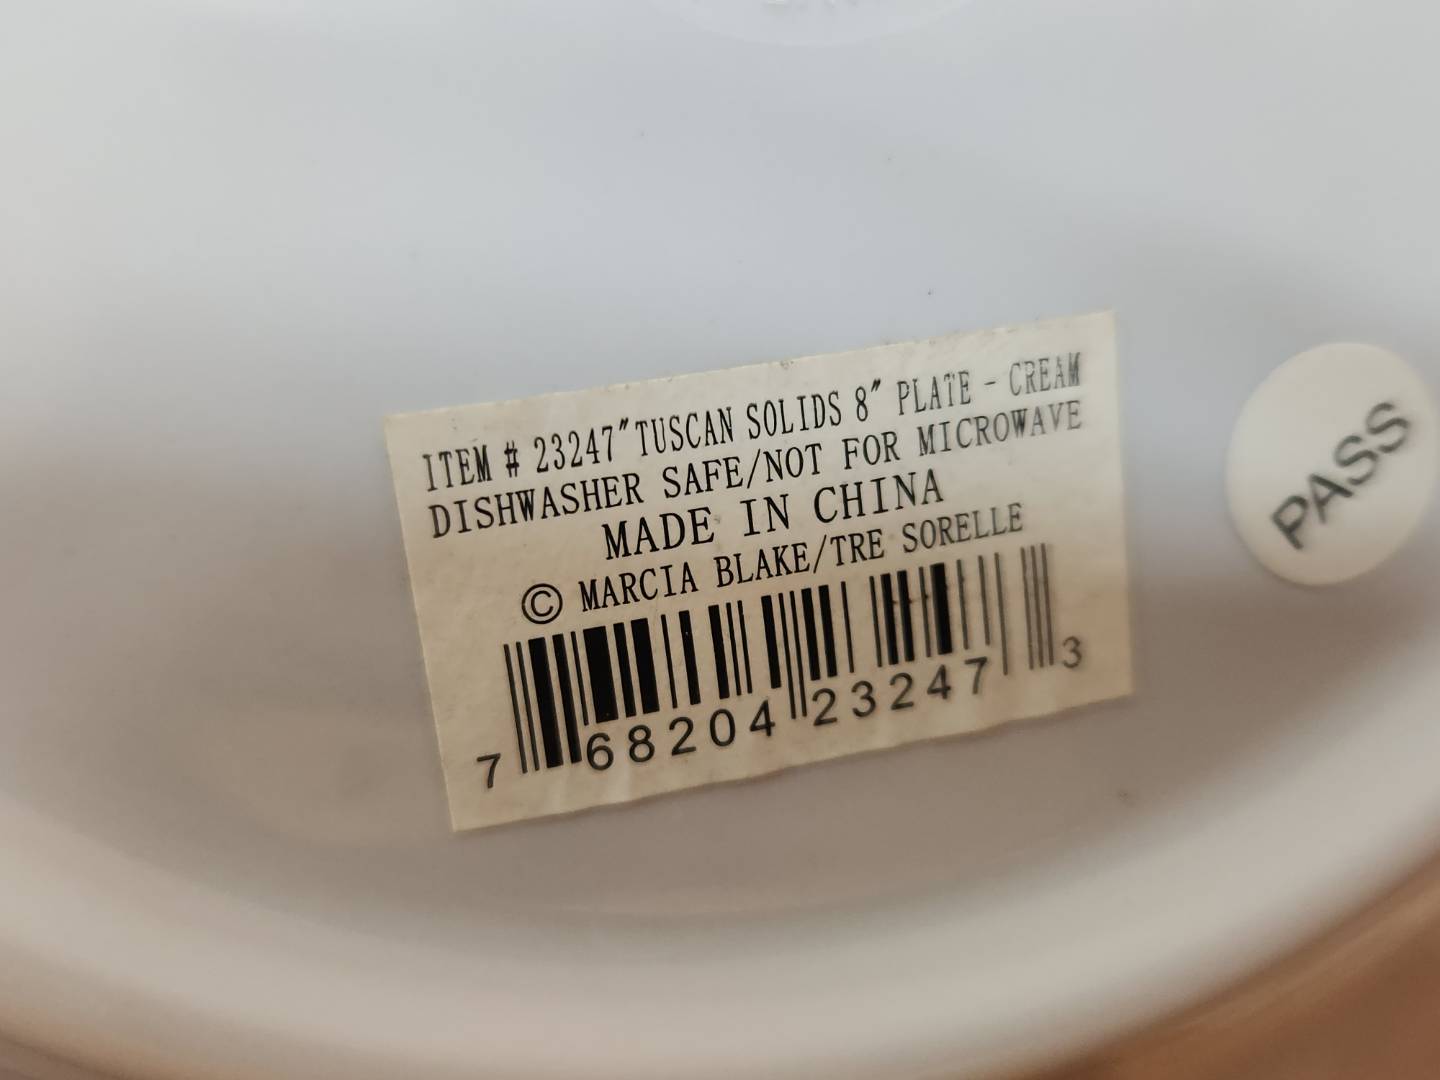 ITEM # 23247"TUSCAN SOLIDS 8" PLATE - CREAM
DISHWASHER SAFE/NOT FOR MICROWAVE
MADE IN CHINA
© MARCIA BLAKE/TRE SORELLE
7 68204 23247 3
PASS